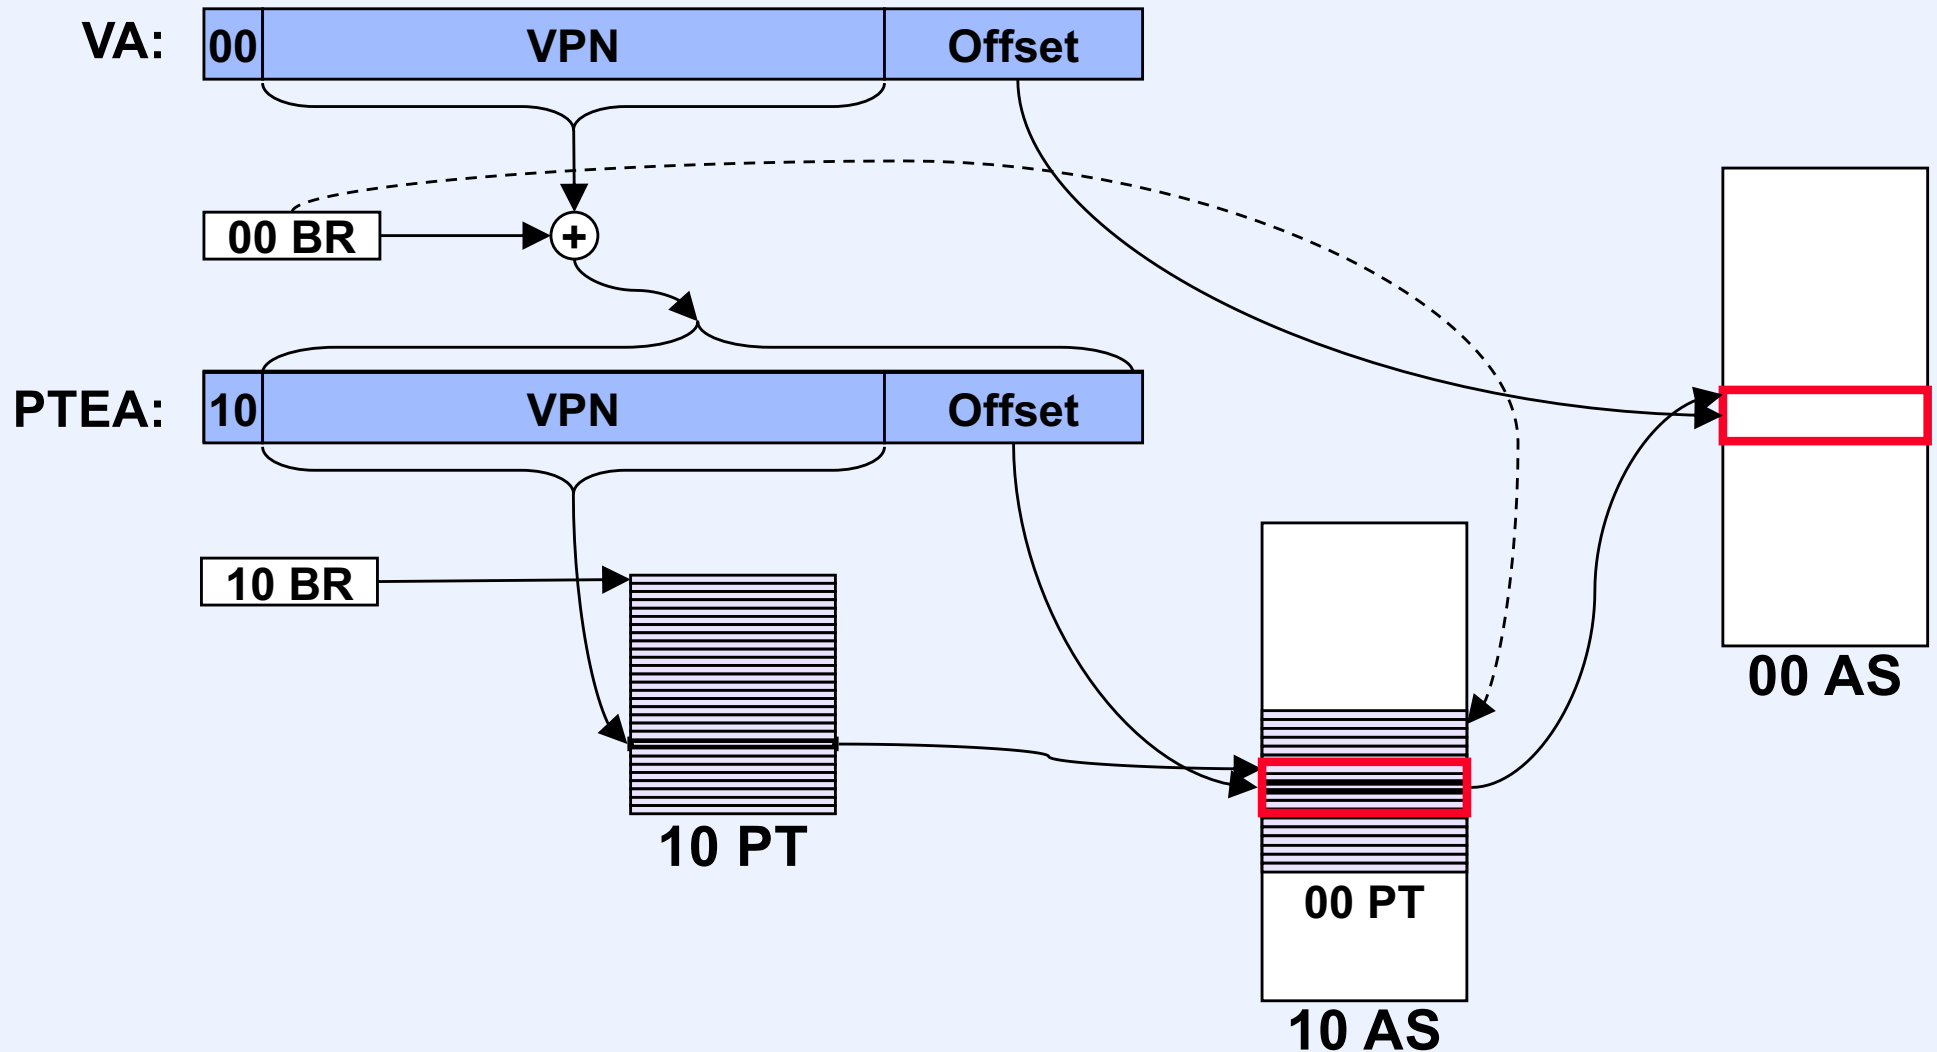 VA: 00 VPN Offset
00 BR +
PTEA: 10 VPN Offset
10 BR
00 AS
10 PT
00 PT
10 AS